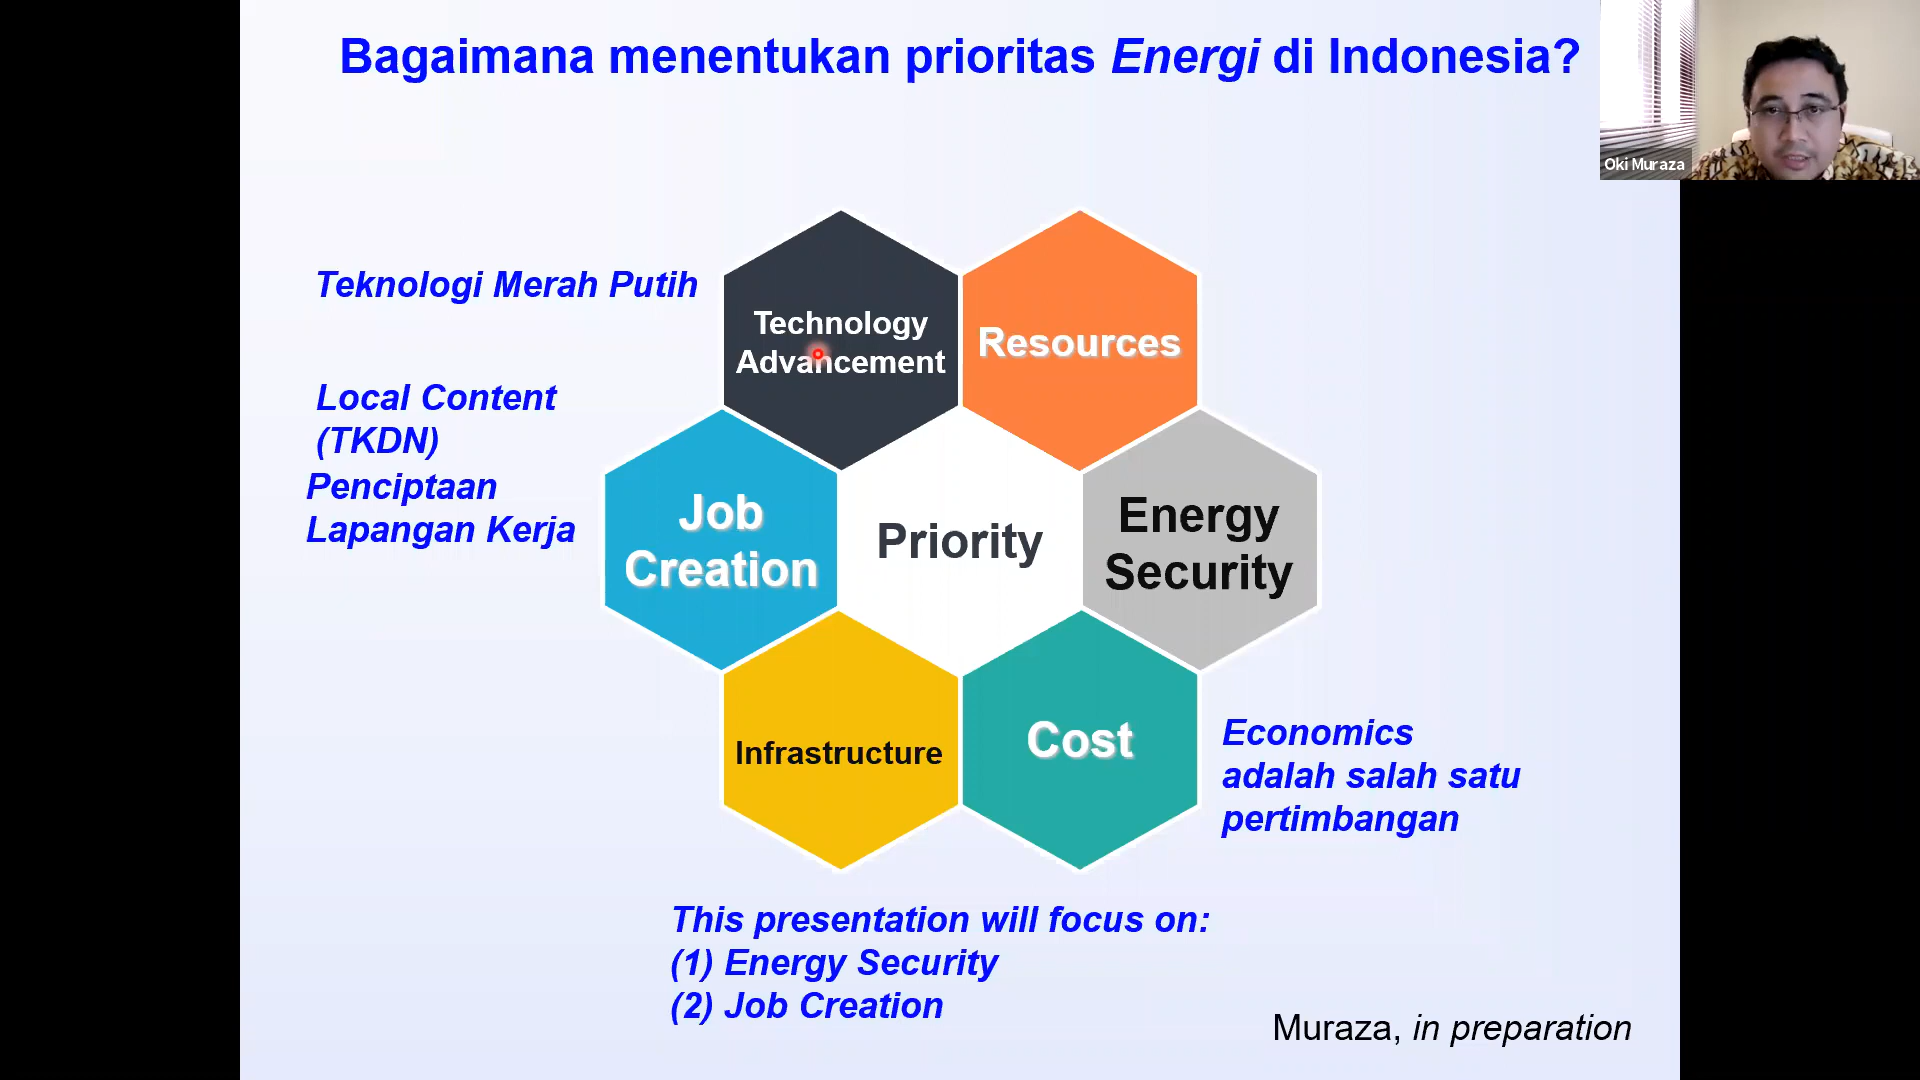 Bagaimana menentukan prioritas Energi di Indonesia?
Oki Muraza
Teknologi Merah Putih
Technology
Advancement
Resources
Local Content
(TKDN)
Penciptaan
Lapangan Kerja
Job
Creation
Priority
Energy
Security
Infrastructure
Cost
Economics
adalah salah satu
pertimbangan
This presentation will focus on:
(1) Energy Security
(2) Job Creation
Muraza, in preparation